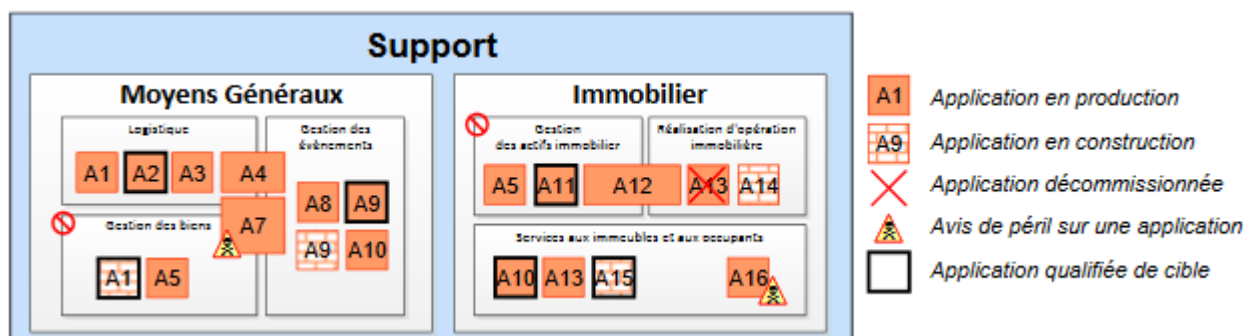 Support
Moyens Généraux
Logistique
A1 A2 A3 A4
Gestion des
évènements
A8 A9
A9 A10
Gestion des biens
A7
A1 A5
Immobilier
Gestion
des actifs immobilier
Réalisation d'opération
immobilière
A5 A11 A12 A13 A14
Services aux immeubles et aux occupants
A10 A13 A15 A16
A1 Application en production
A9 Application en construction
Application décommissionnée
Avis de péril sur une application
Application qualifiée de cible